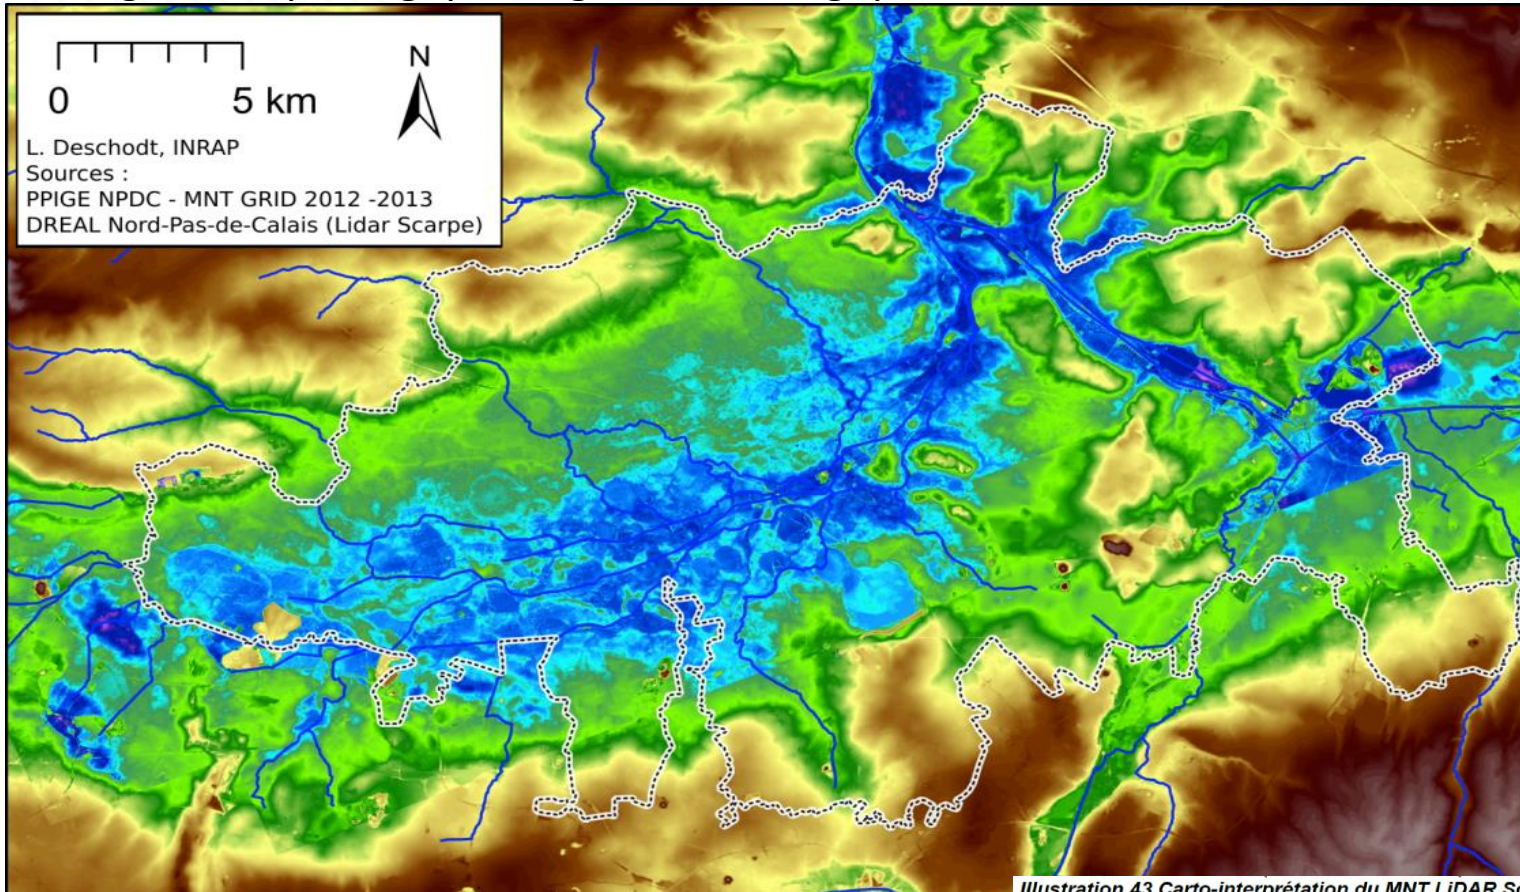 0 5 km
N
L. Deschodt, INRAP
Sources :
PPIGE NPDC - MNT GRID 2012 -2013
DREAL Nord-Pas-de-Calais (Lidar Scarpe)
Illustration 43 Carto-interprétation du MNT LiDAR